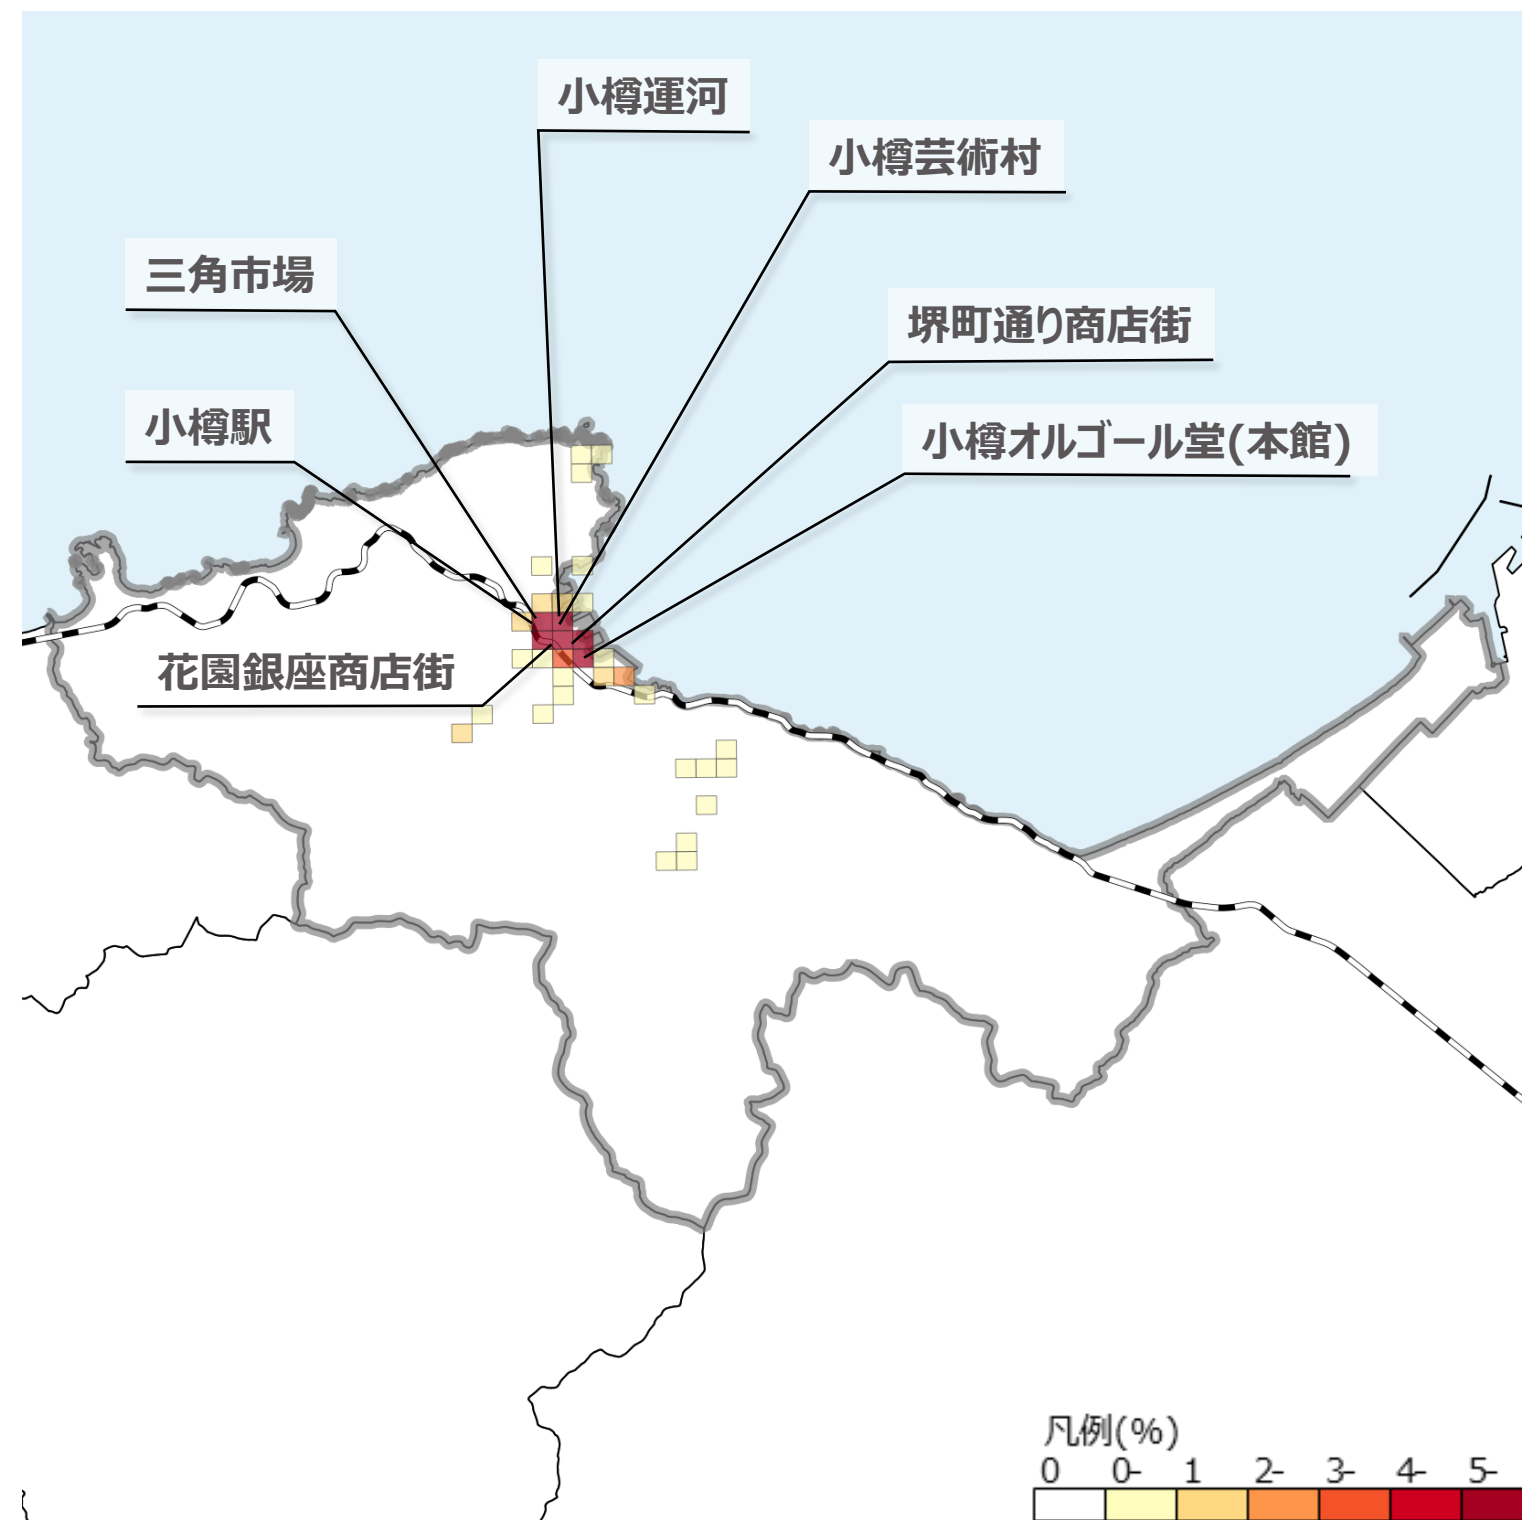 小樽運河
小樽芸術村
三角市場
堺町通り商店街
小樽駅
小樽オルゴール堂(本館)
花園銀座商店街
凡例(%)
0 0- 1 2- 3- 4- 5-